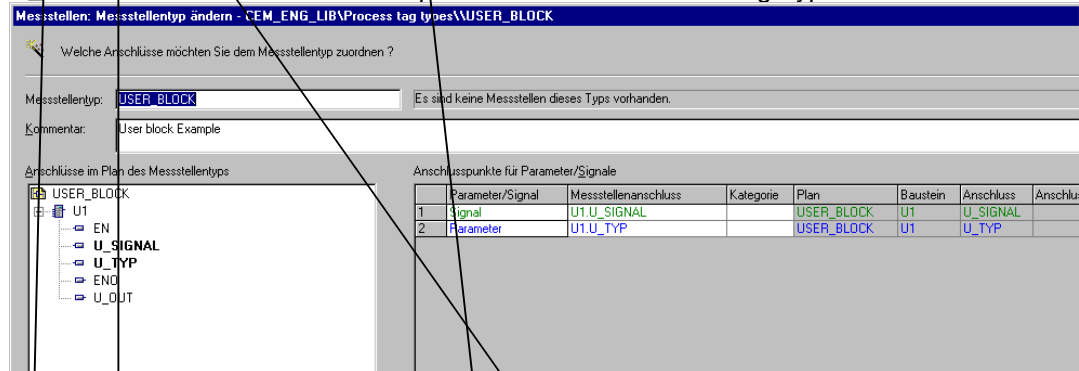 Messstellen: Messstellentyp ändern - CEM_ENG_LIB\Process tag types\\USER_BLOCK
Welche Anschlüsse möchten Sie dem Messstellentyp zuordnen ?
Messstellentyp: USER_BLOCK Es sind keine Messstellen dieses Typs vorhanden.
Kommentar: User block Example
Anschlüsse im Plan des Messstellentyps Anschlusspunkte für Parameter/Signale
USER_BLOCK
U1
EN
U_SIGNAL
U_TYP
ENO
U_OUT
Parameter/Signal Messstellenanschluss Kategorie Plan Baustein Anschluss Anschlus
1 Signal U1.U_SIGNAL USER_BLOCK U1 U_SIGNAL
2 Parameter U1.U_TYP USER_BLOCK U1 U_TYP